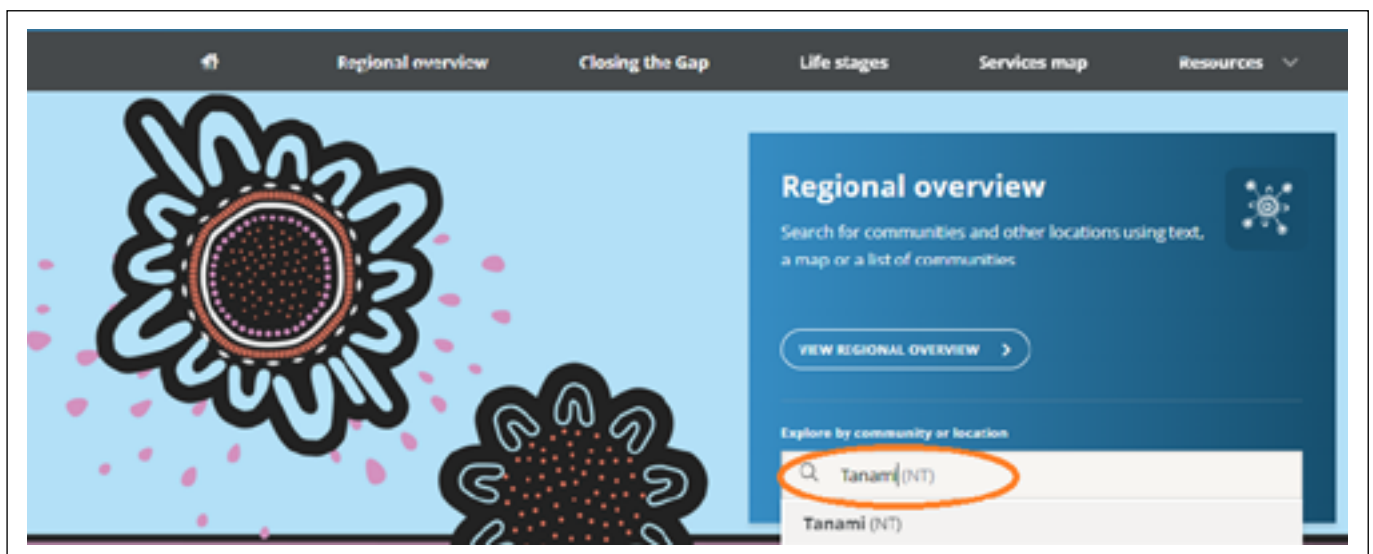 Regional overview Closing the Gap Life stages Services map Resources
Regional overview
Search for communities and other locations using text,
a map or a list of communities
VIEW REGIONAL OVERVIEW
Explore by community or location
Tanami (NT)
Tanami (NT)